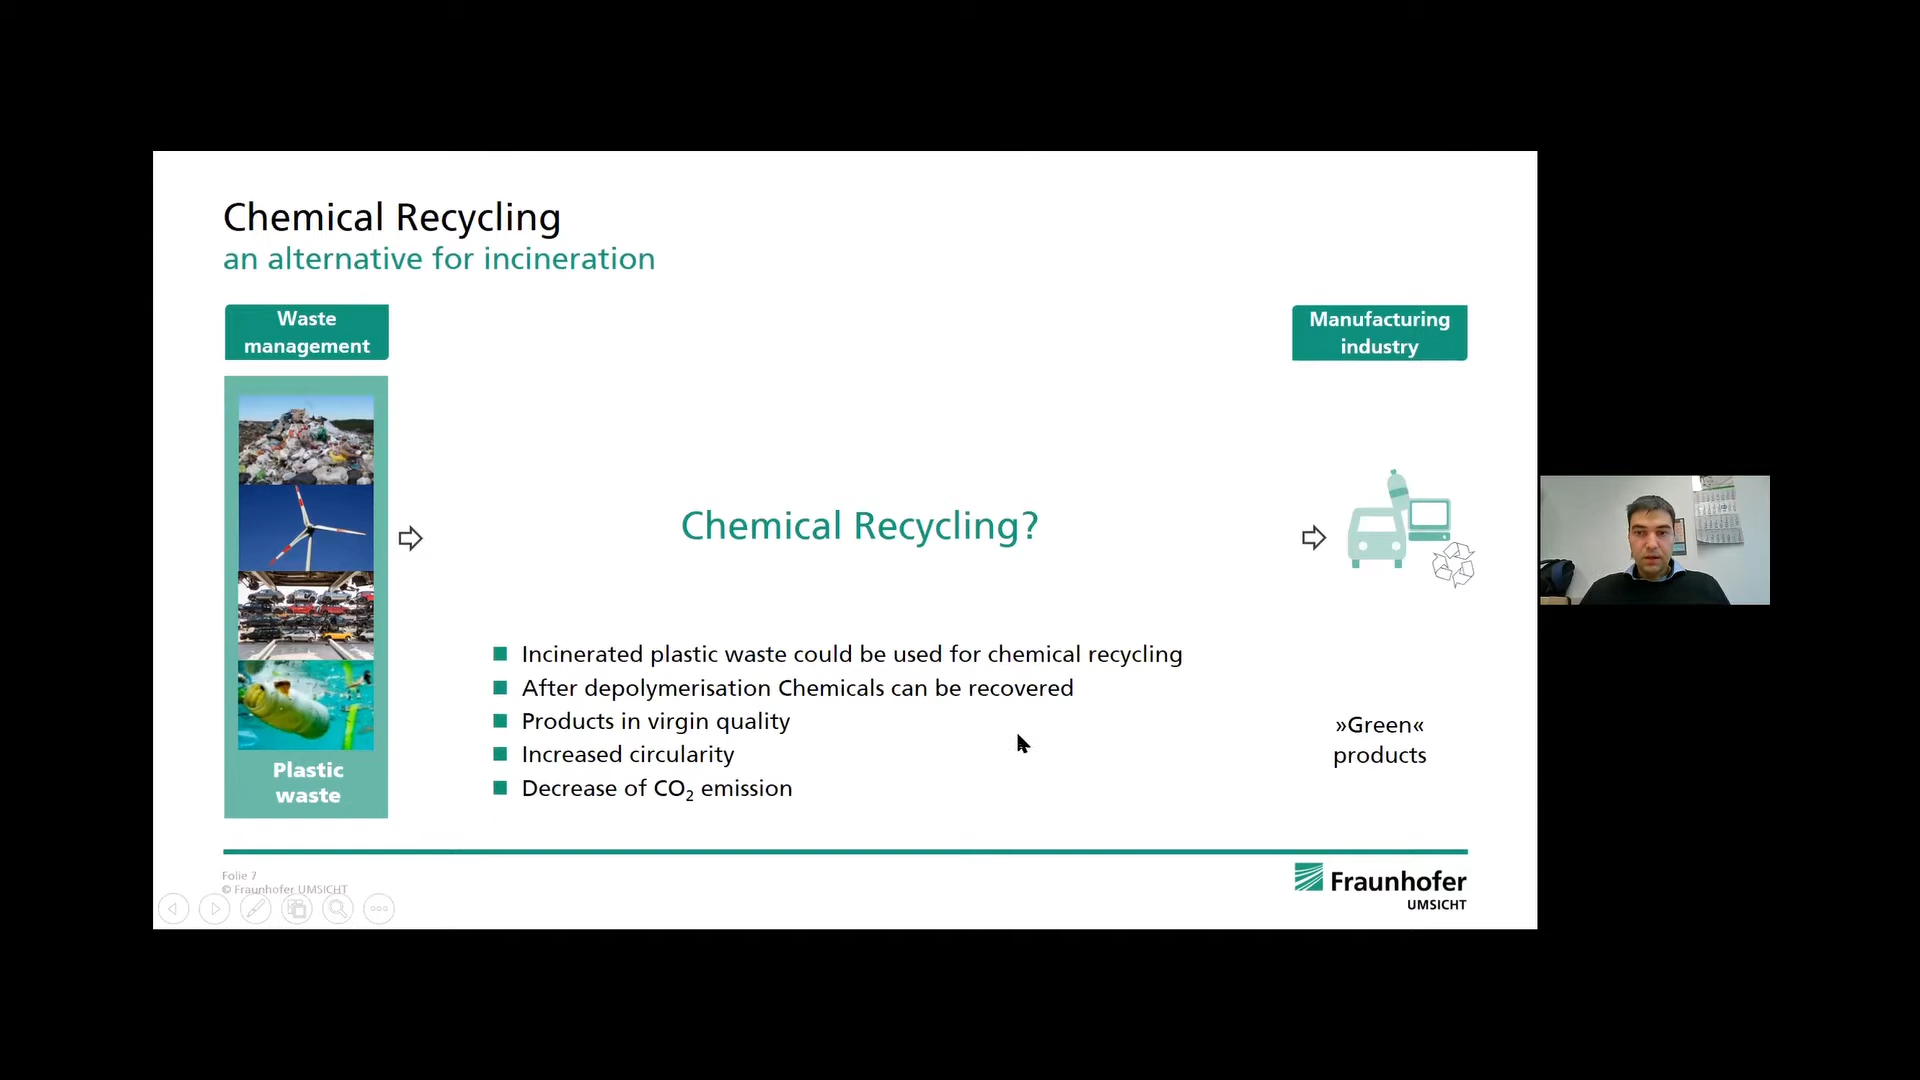 Chemical Recycling
an alternative for incineration
Waste
management
Manufacturing
industry
Chemical Recycling?
Plastic
waste
Incinerated plastic waste could be used for chemical recycling
After depolymerisation Chemicals can be recovered
Products in virgin quality
Increased circularity
Decrease of CO₂ emission
»Green«
products
Folie 7
© Fraunhofer UMSICHT
Fraunhofer
UMSICHT